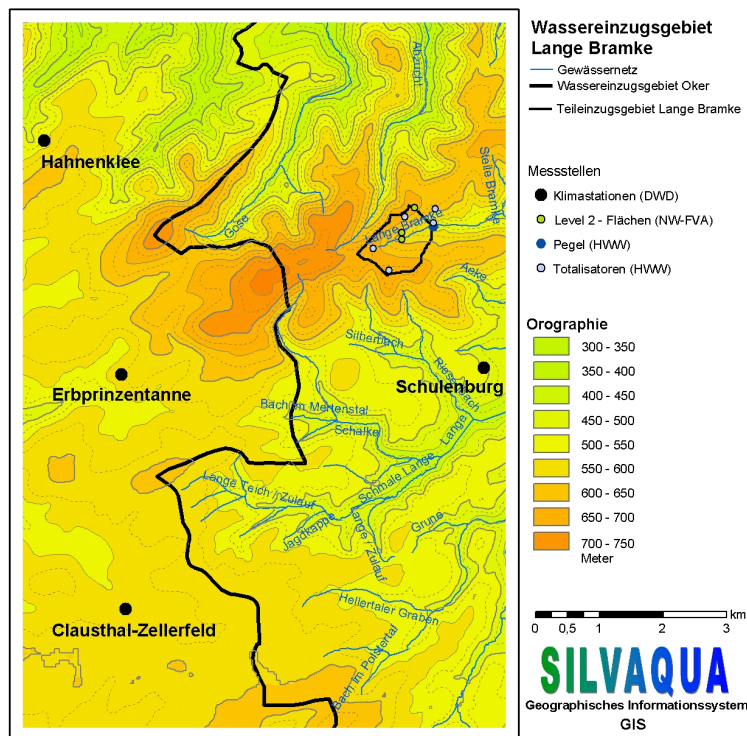 Wassereinzugsgebiet
Lange Bramke
Gewässernetz
Wassereinzugsgebiet Oker
Teileinzugsgebiet Lange Bramke
Messstellen
Klimastationen (DWD)
Level 2 - Flächen (NW-FVA)
Pegel (HWW)
Totalisatoren (HWW)
Orographie
300 - 350
350 - 400
400 - 450
450 - 500
500 - 550
550 - 600
600 - 650
650 - 700
700 - 750
Meter
km
0 0,5 1 2 3
SILVAQUA
Geographisches Informationssystem
GIS
Abzucht
Hahnenklee
Steile Bramke
Gose
Lange Bramke
Aeke
Silberbach
Riesenbach
Erbprinzentanne
Schulenburg
Bach im Mertenstal
Schalke
Lange
Schmale Lange
Lange Teich / Zulauf
Jagdkappe
Lange / Zulauf
Grune
Hellertaler Graben
Clausthal-Zellerfeld
Bach im Polstertal